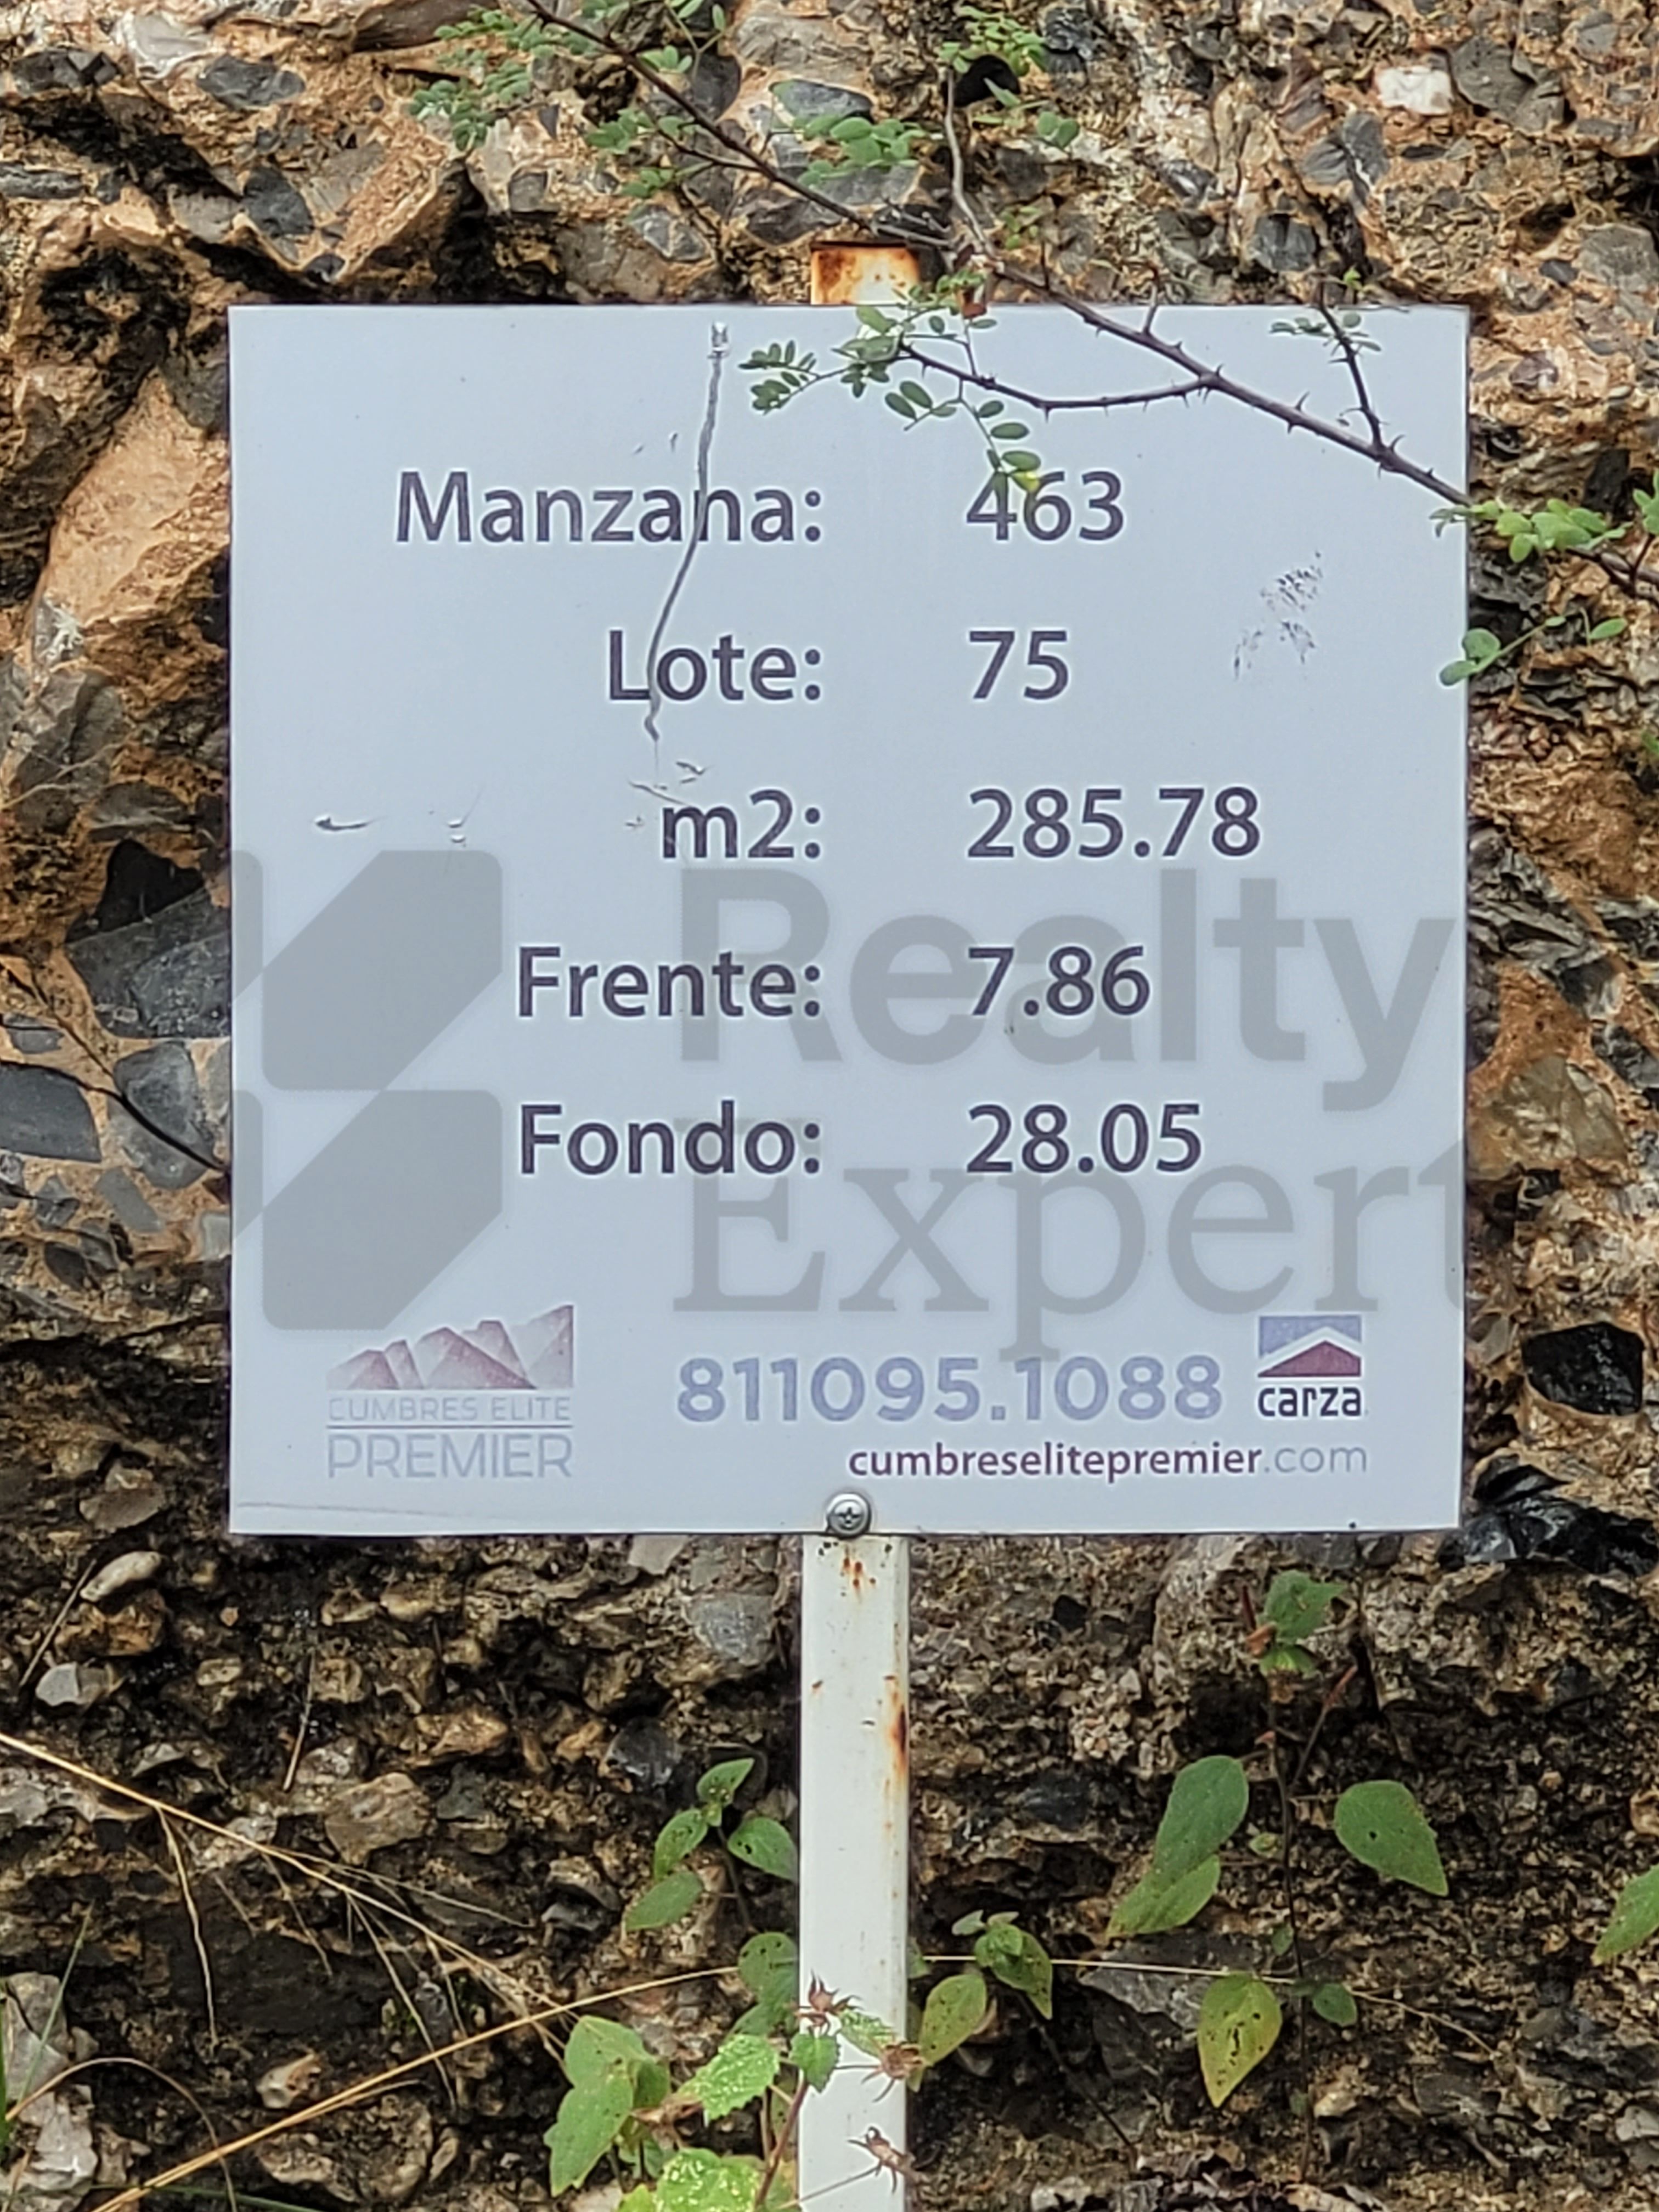 Manzana: 463
Lote: 75
m2: 285.78
Frente: 7.86
Fondo: 28.05
Realty
Expert
CUMBRES ELITE
PREMIER
811095.1088
carza
cumbreselitepremier.com